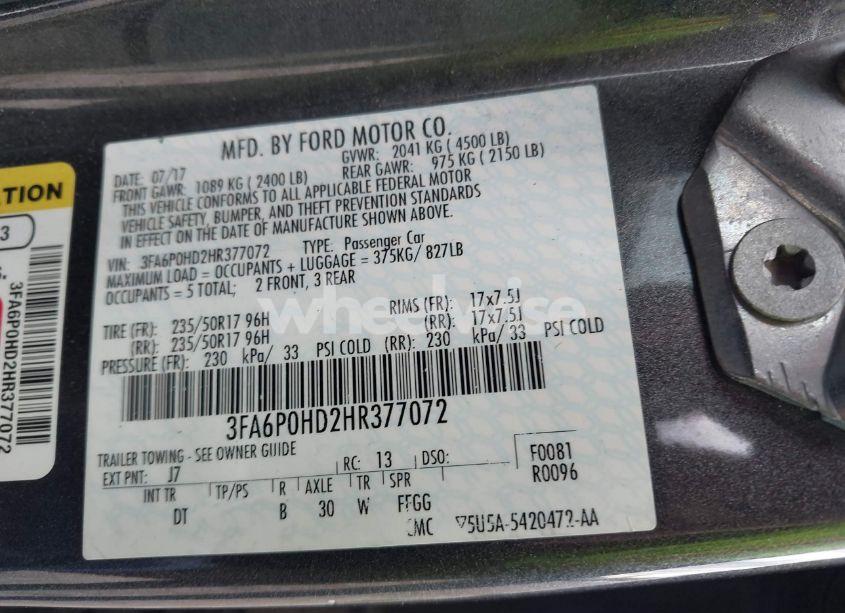 MFD. BY FORD MOTOR CO.
DATE: 07/17 GVWR: 2041 KG ( 4500 LB)
FRONT GAWR: 1089 KG ( 2400 LB) REAR GAWR: 975 KG ( 2150 LB)
THIS VEHICLE CONFORMS TO ALL APPLICABLE FEDERAL MOTOR
VEHICLE SAFETY, BUMPER, AND THEFT PREVENTION STANDARDS
IN EFFECT ON THE DATE OF MANUFACTURE SHOWN ABOVE.
VIN: 3FA6P0HD2HR377072 TYPE: Passenger Car
MAXIMUM LOAD = OCCUPANTS + LUGGAGE = 375KG/ 827LB
OCCUPANTS = 5 TOTAL; 2 FRONT, 3 REAR
wheelwise
TIRE (FR): 235/50R17 96H RIMS (FR): 17x7.5J
(RR): 235/50R17 96H (RR): 17x7.5J
PRESSURE (FR): 230 kPa/ 33 PSI COLD (RR): 230 kPa/ 33 PSI COLD
3FA6P0HD2HR377072
TRAILER TOWING - SEE OWNER GUIDE
EXT PNT: J7 RC: 13 DSO: F0081
R0096
INT TR TP/PS R AXLE TR SPR
DT B 30 W FFGG
5U5A-5420472-AA
TION
3
3FA6P0HD2HR377072